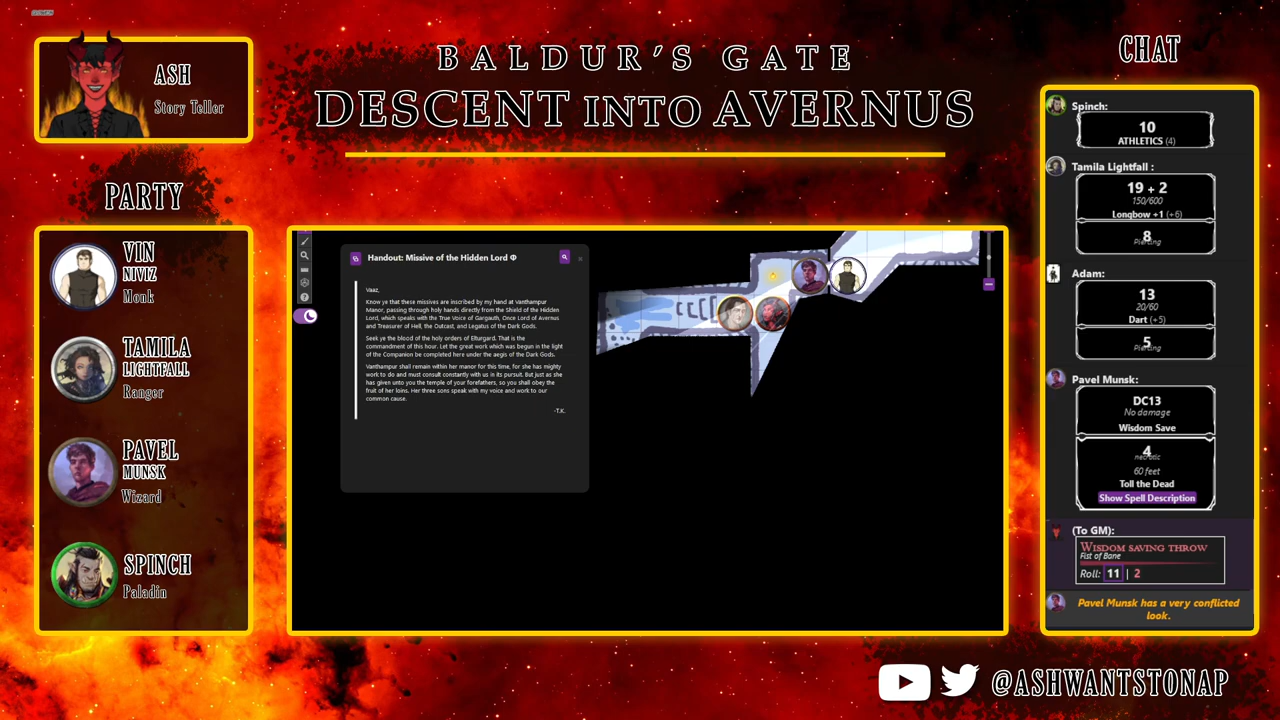 BALDUR'S GATE
DESCENT INTO AVERNUS
ASH
Story Teller
PARTY
VIN
NIVIZ
Monk
TAMILA
LIGHTFALL
Ranger
PAVEL
MUNSK
Wizard
SPINCH
Paladin
Handout: Missive of the Hidden Lord Φ
Vaaz,
Know ye that these missives are inscribed by my hand at Vanthampur
Manor, passing through holy hands directly from the Shield of the Hidden
Lord, which speaks with the True Voice of Gargauth, Once Lord of Avernus
and Treasurer of Hell, the Outcast, and Legatus of the Dark Gods.
Seek ye the blood of the holy orders of Elturgard. That is the
commandment of this hour. Let the great work which was begun in the light
of the Companion be completed here under the aegis of the Dark Gods.
Vanthampur shall remain within her manor for this time, for she has mighty
work to do and must consult constantly with us in its pursuit. But just as she
has given unto you the temple of your forefathers, so you shall obey the
fruit of her loins. Her three sons speak with my voice and work to our
common cause.
-T.K.
CHAT
Spinch:
10
ATHLETICS (4)
Tamila Lightfall :
19 + 2
150/600
Longbow +1 (+6)
8
Piercing
Adam:
13
20/60
Dart (+5)
5
Piercing
Pavel Munsk:
DC13
No damage
Wisdom Save
4
necrotic
60 feet
Toll the Dead
Show Spell Description
(To GM):
WISDOM SAVING THROW
Fist of Bane
Roll: 11 | 2
Pavel Munsk has a very conflicted
look.
@ASHWANTSTONAP